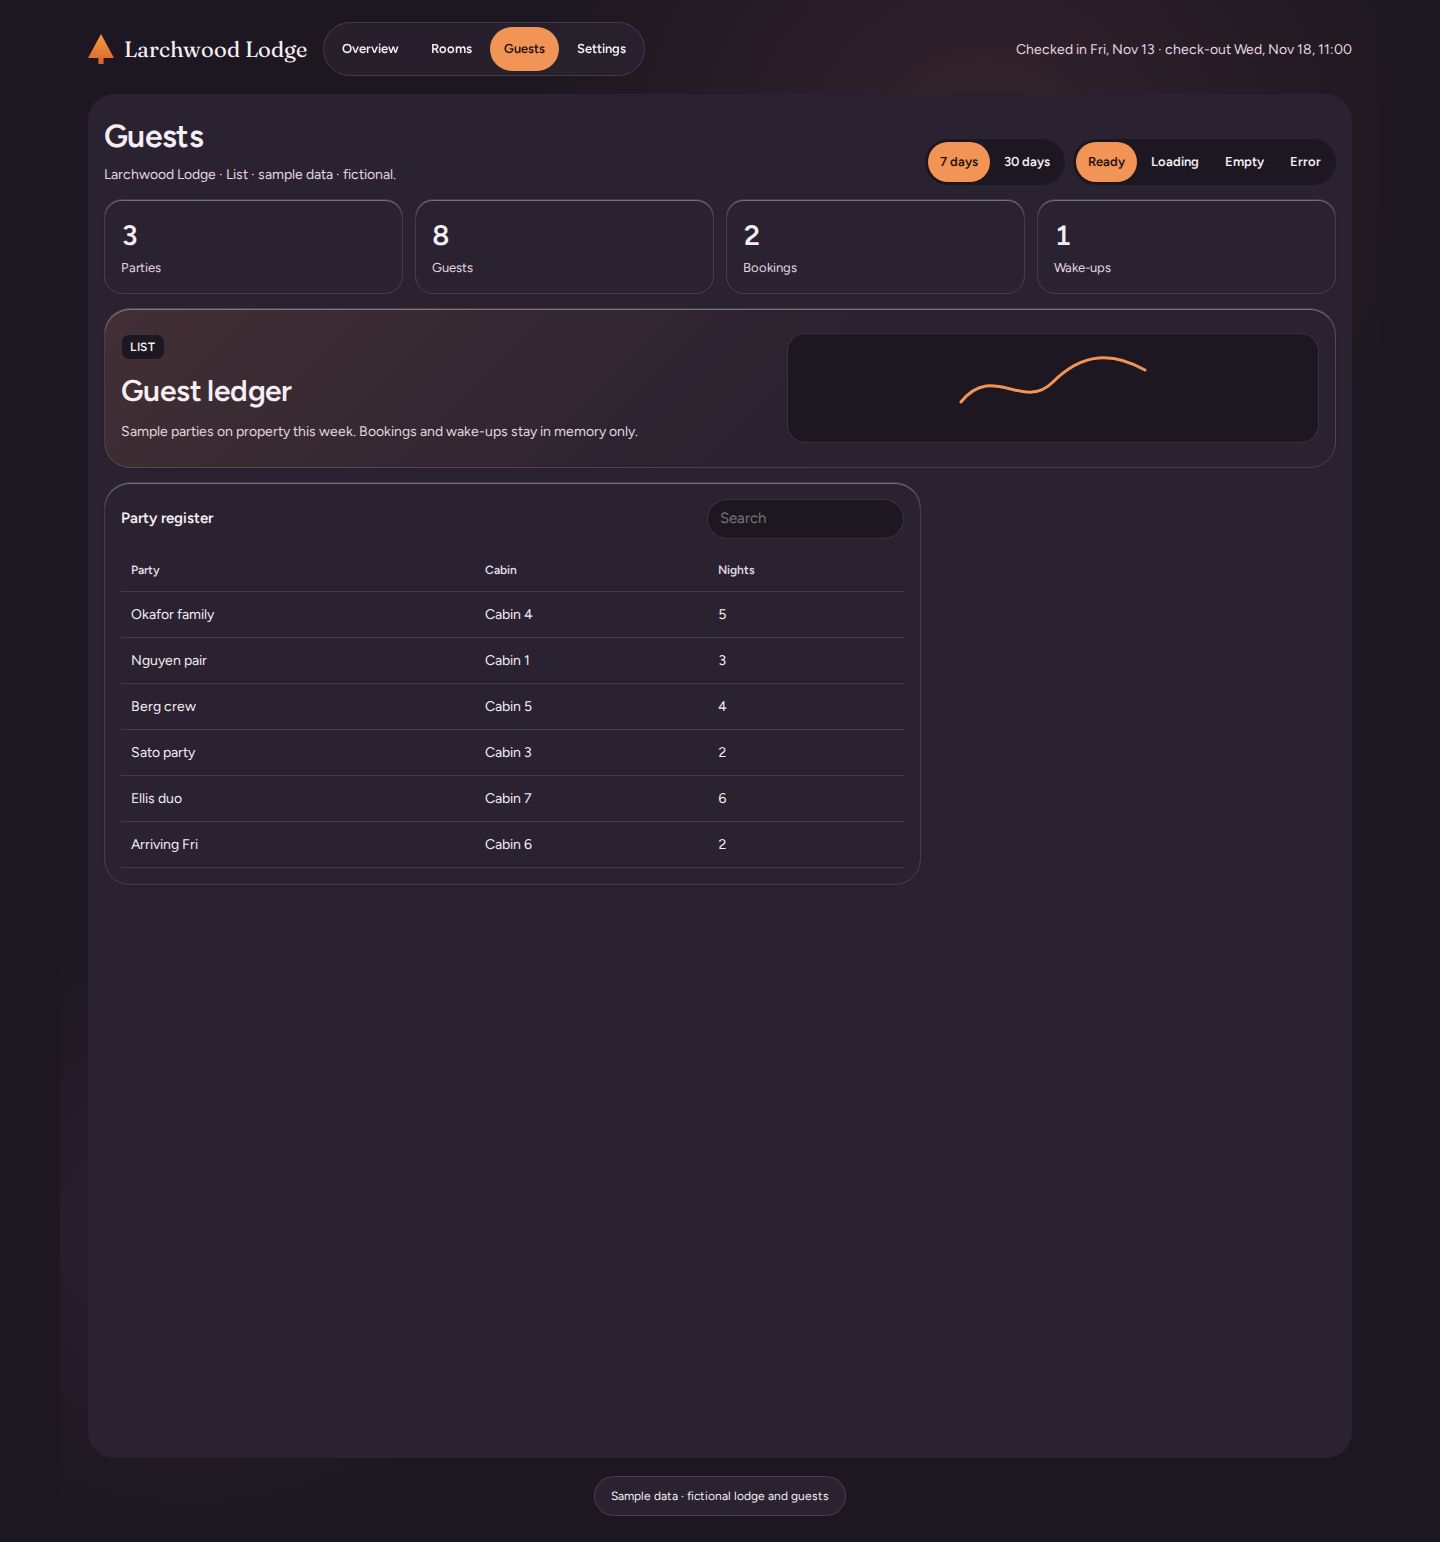 Larchwood Lodge
Overview
Rooms
Guests
Settings
Checked in Fri, Nov 13 · check-out Wed, Nov 18, 11:00
Guests
Larchwood Lodge · List · sample data · fictional.
7 days
30 days
Ready
Loading
Empty
Error
3
Parties
8
Guests
2
Bookings
1
Wake-ups
LIST
Guest ledger
Sample parties on property this week. Bookings and wake-ups stay in memory only.
Party register
Search
Party Cabin Nights
Okafor family Cabin 4 5
Nguyen pair Cabin 1 3
Berg crew Cabin 5 4
Sato party Cabin 3 2
Ellis duo Cabin 7 6
Arriving Fri Cabin 6 2
Sample data · fictional lodge and guests